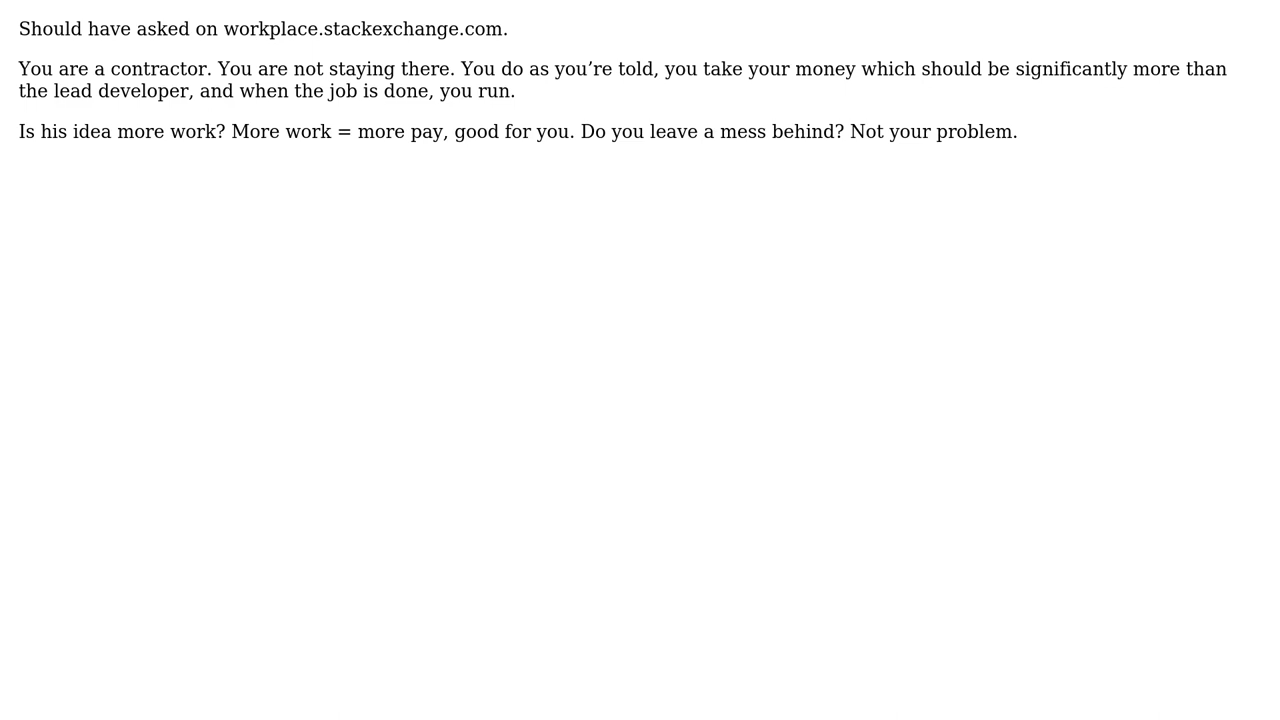 Should have asked on workplace.stackexchange.com.
You are a contractor. You are not staying there. You do as you’re told, you take your money which should be significantly more than
the lead developer, and when the job is done, you run.
Is his idea more work? More work = more pay, good for you. Do you leave a mess behind? Not your problem.